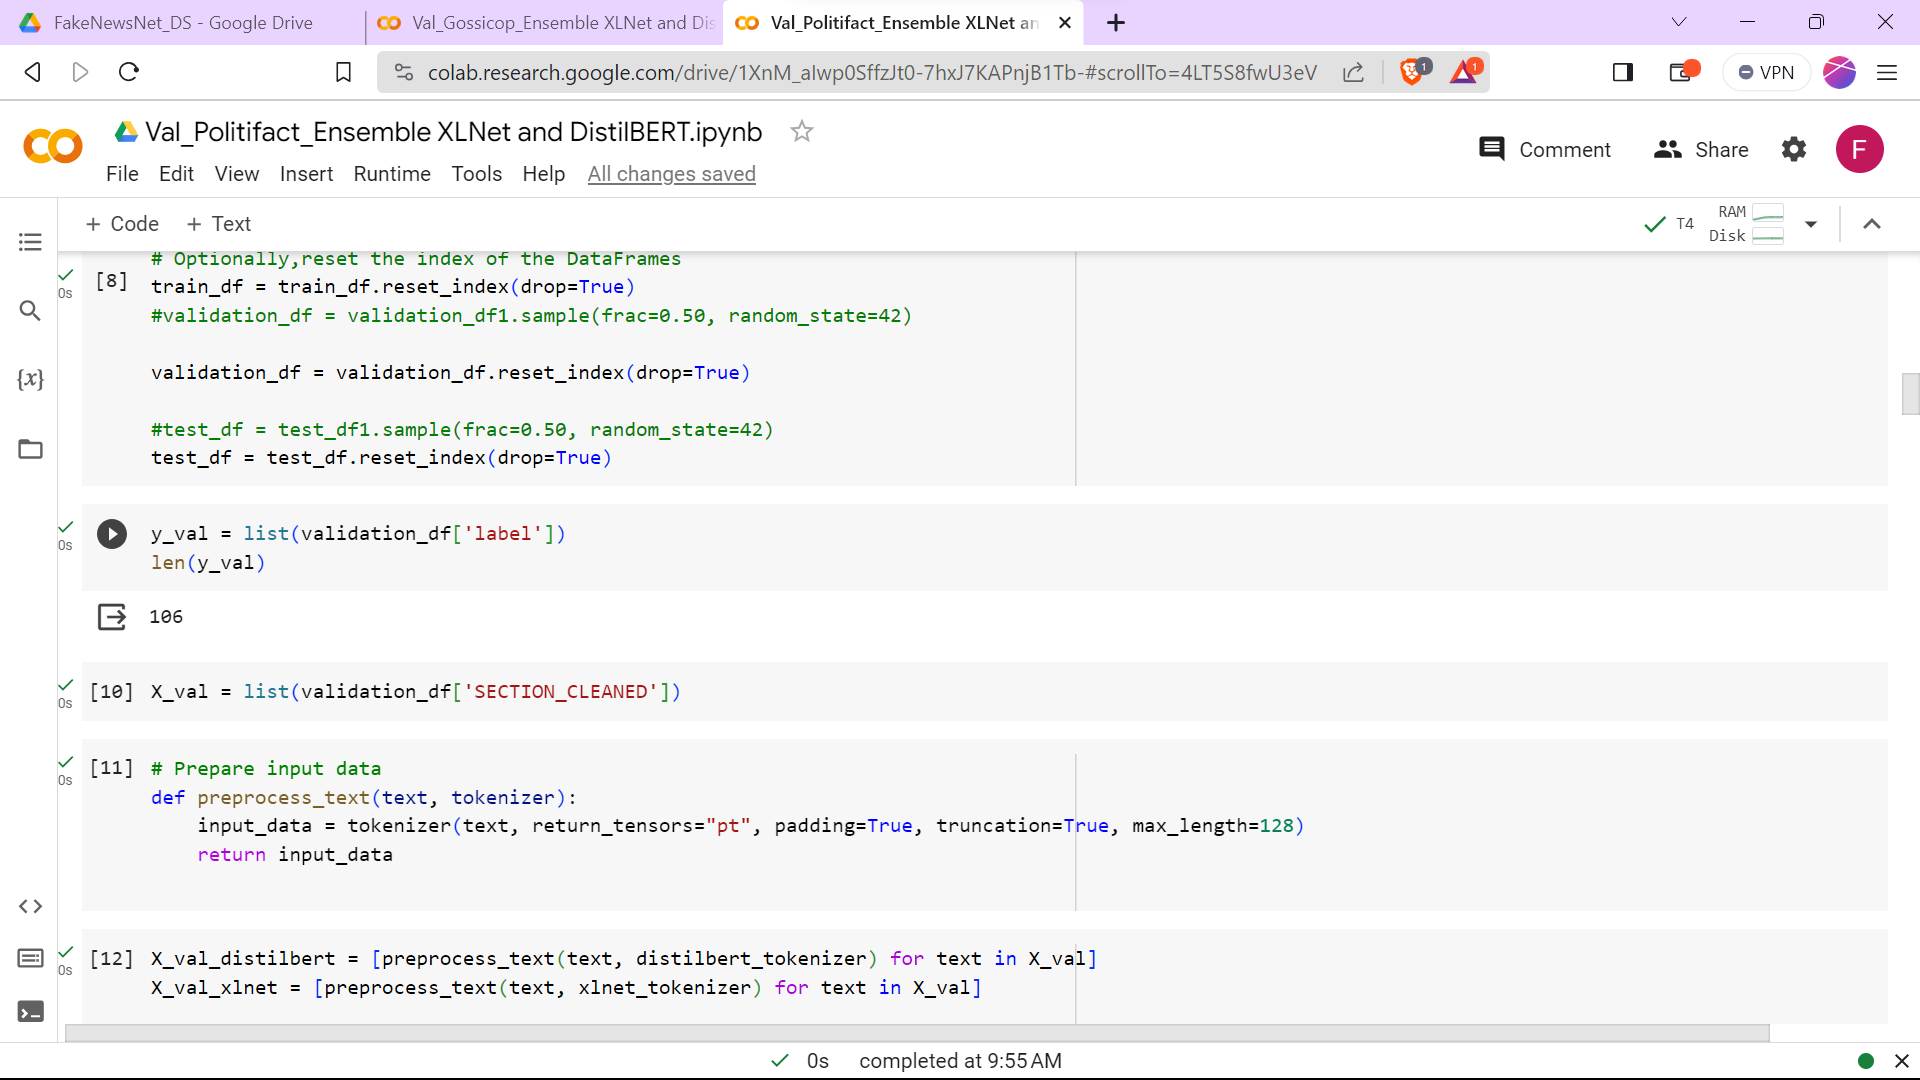 FakeNewsNet_DS - Google Drive
Val_Gossicop_Ensemble XLNet and Dis
Val_Politifact_Ensemble XLNet an
colab.research.google.com/drive/1XnM_aIwp0SffzJt0-7hxJ7KAPnjB1Tb-#scrollTo=4LT5S8fwU3eV
1
1
VPN
Val_Politifact_Ensemble XLNet and DistilBERT.ipynb
File Edit View Insert Runtime Tools Help All changes saved
Comment
Share
F
+ Code + Text
T4
RAM
Disk
# Optionally,reset the index of the DataFrames
0s
[8]
train_df = train_df.reset_index(drop=True)
#validation_df = validation_df1.sample(frac=0.50, random_state=42)
validation_df = validation_df.reset_index(drop=True)
#test_df = test_df1.sample(frac=0.50, random_state=42)
test_df = test_df.reset_index(drop=True)
0s
y_val = list(validation_df['label'])
len(y_val)
106
0s
[10] X_val = list(validation_df['SECTION_CLEANED'])
0s
[11] # Prepare input data
def preprocess_text(text, tokenizer):
input_data = tokenizer(text, return_tensors="pt", padding=True, truncation=True, max_length=128)
return input_data
0s
[12] X_val_distilbert = [preprocess_text(text, distilbert_tokenizer) for text in X_val]
X_val_xlnet = [preprocess_text(text, xlnet_tokenizer) for text in X_val]
0s completed at 9:55 AM